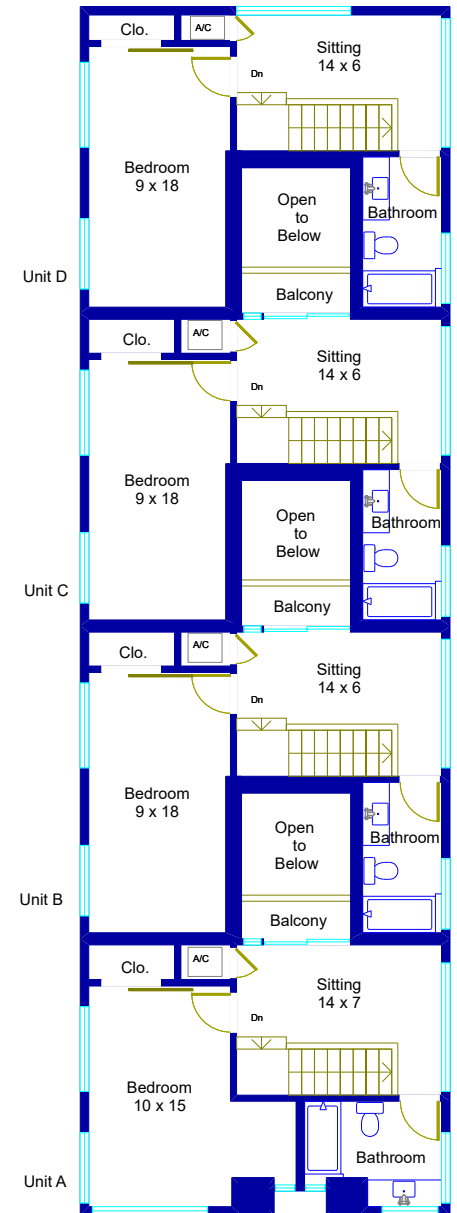 Clo.
A/C
Sitting
14 x 6
Dn
Bedroom
9 x 18
Open
to
Below
Bathroom
Balcony
Unit D
Clo.
A/C
Sitting
14 x 6
Dn
Bedroom
9 x 18
Open
to
Below
Bathroom
Balcony
Unit C
Clo.
A/C
Sitting
14 x 6
Dn
Bedroom
9 x 18
Open
to
Below
Bathroom
Balcony
Unit B
Clo.
A/C
Sitting
14 x 7
Dn
Bedroom
10 x 15
Bathroom
Unit A